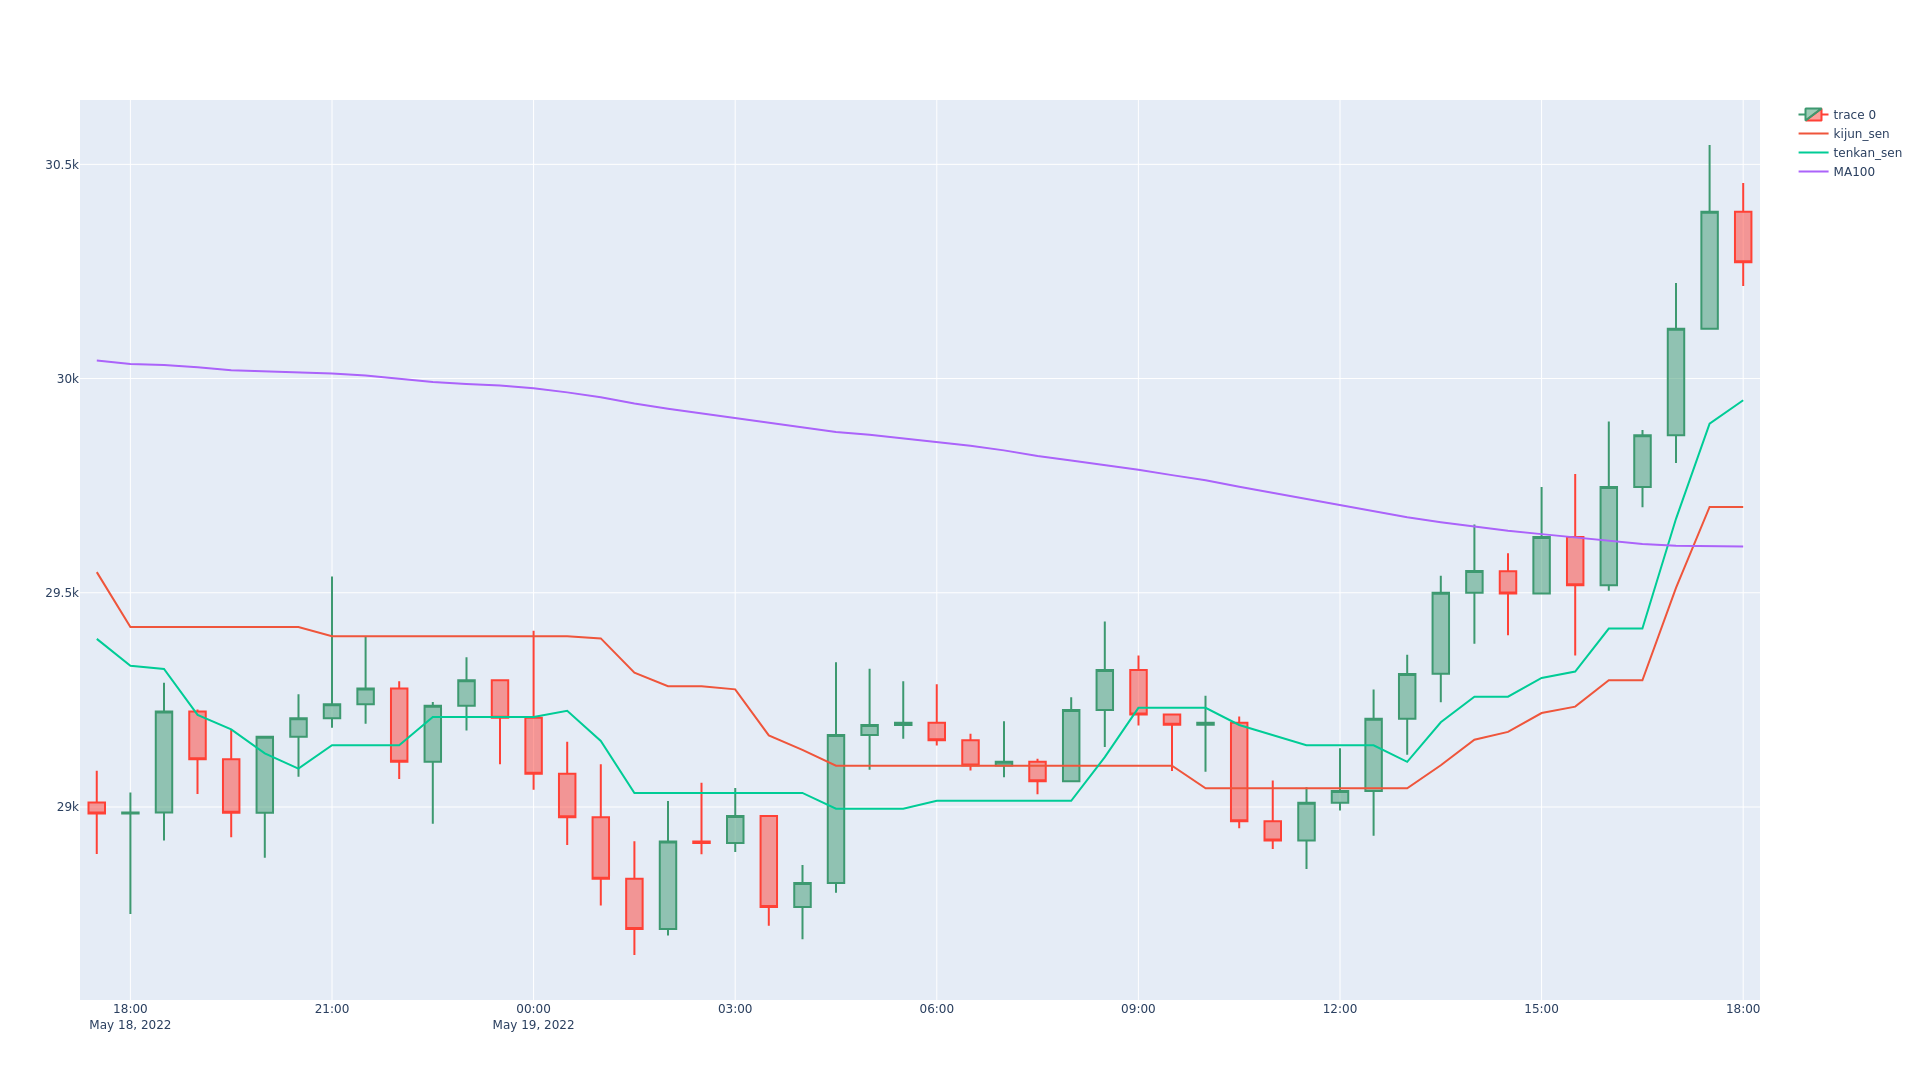 30.5k
30k
29.5k
29k
18:00
May 18, 2022
21:00
00:00
May 19, 2022
03:00
06:00
09:00
12:00
15:00
18:00
trace 0
kijun_sen
tenkan_sen
MA100